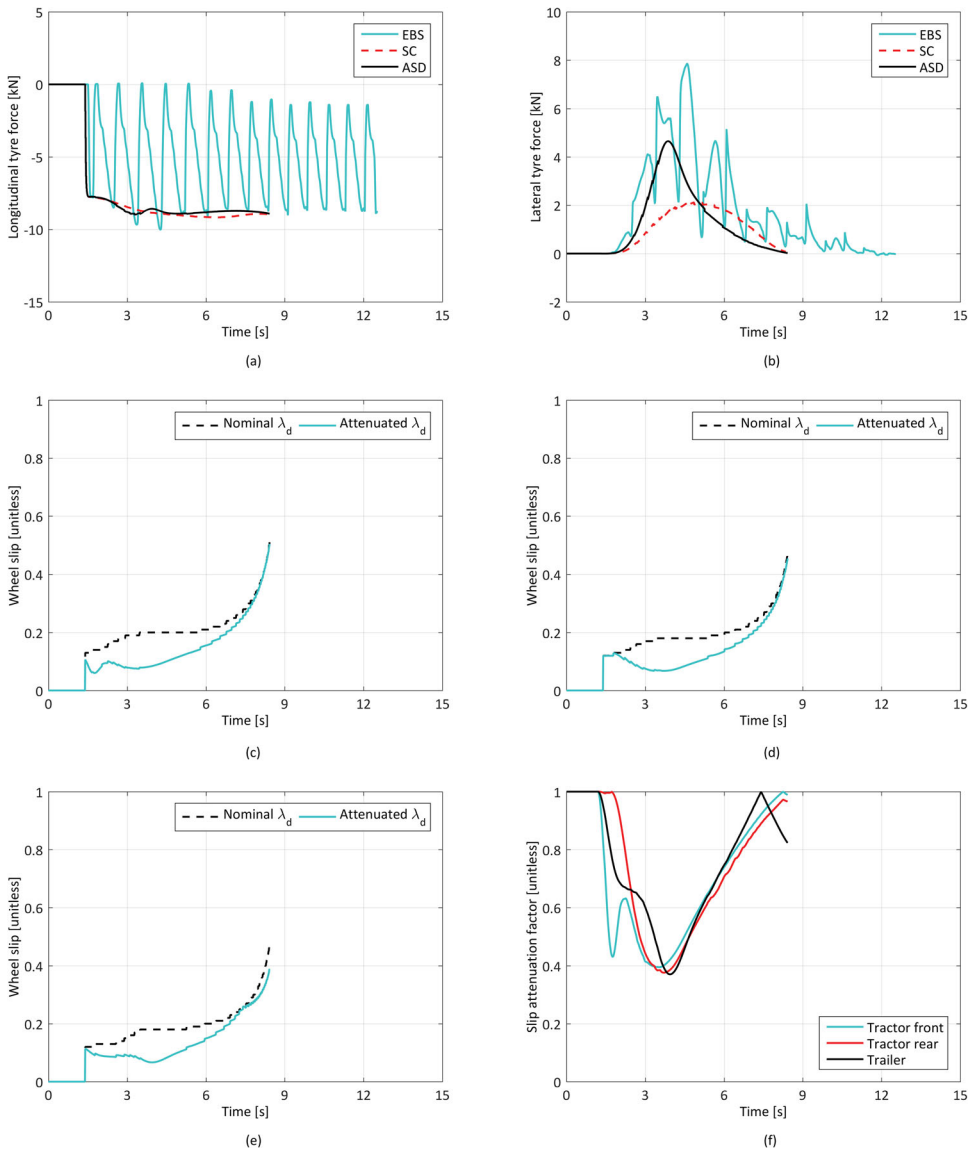 5
0
-5
-10
-15
Longitudinal tyre force [kN]
EBS
SC
ASD
0 3 6 9 12 15
Time [s]
(a)
10
8
6
4
2
0
-2
Lateral tyre force [kN]
EBS
SC
ASD
0 3 6 9 12 15
Time [s]
(b)
1
0.8
0.6
0.4
0.2
0
Wheel slip [unitless]
Nominal λd Attenuated λd
0 3 6 9 12 15
Time [s]
(c)
1
0.8
0.6
0.4
0.2
0
Wheel slip [unitless]
Nominal λd Attenuated λd
0 3 6 9 12 15
Time [s]
(d)
1
0.8
0.6
0.4
0.2
0
Wheel slip [unitless]
Nominal λd Attenuated λd
0 3 6 9 12 15
Time [s]
(e)
1
0.8
0.6
0.4
0.2
0
Slip attenuation factor [unitless]
Tractor front
Tractor rear
Trailer
0 3 6 9 12 15
Time [s]
(f)